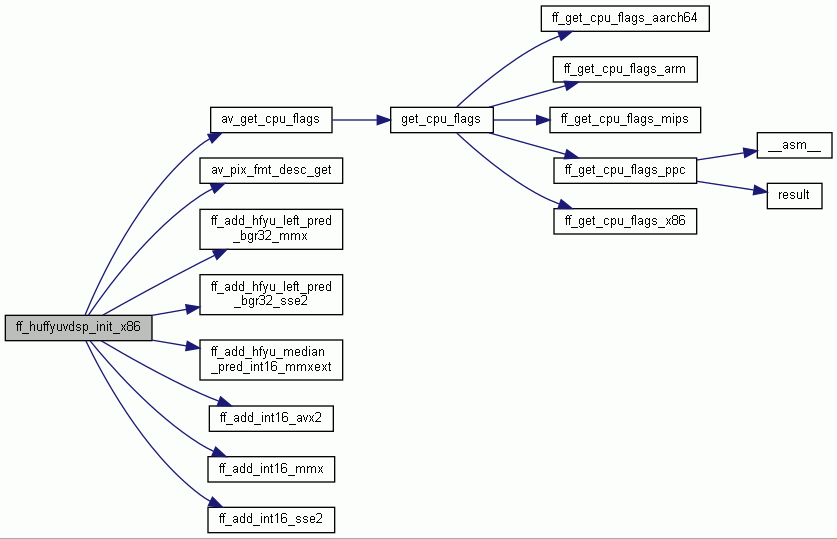 ff_get_cpu_flags_aarch64
ff_get_cpu_flags_arm
av_get_cpu_flags
get_cpu_flags
ff_get_cpu_flags_mips
__asm__
av_pix_fmt_desc_get
ff_get_cpu_flags_ppc
result
ff_add_hfyu_left_pred
_bgr32_mmx
ff_get_cpu_flags_x86
ff_add_hfyu_left_pred
_bgr32_sse2
ff_huffyuvdsp_init_x86
ff_add_hfyu_median
_pred_int16_mmxext
ff_add_int16_avx2
ff_add_int16_mmx
ff_add_int16_sse2